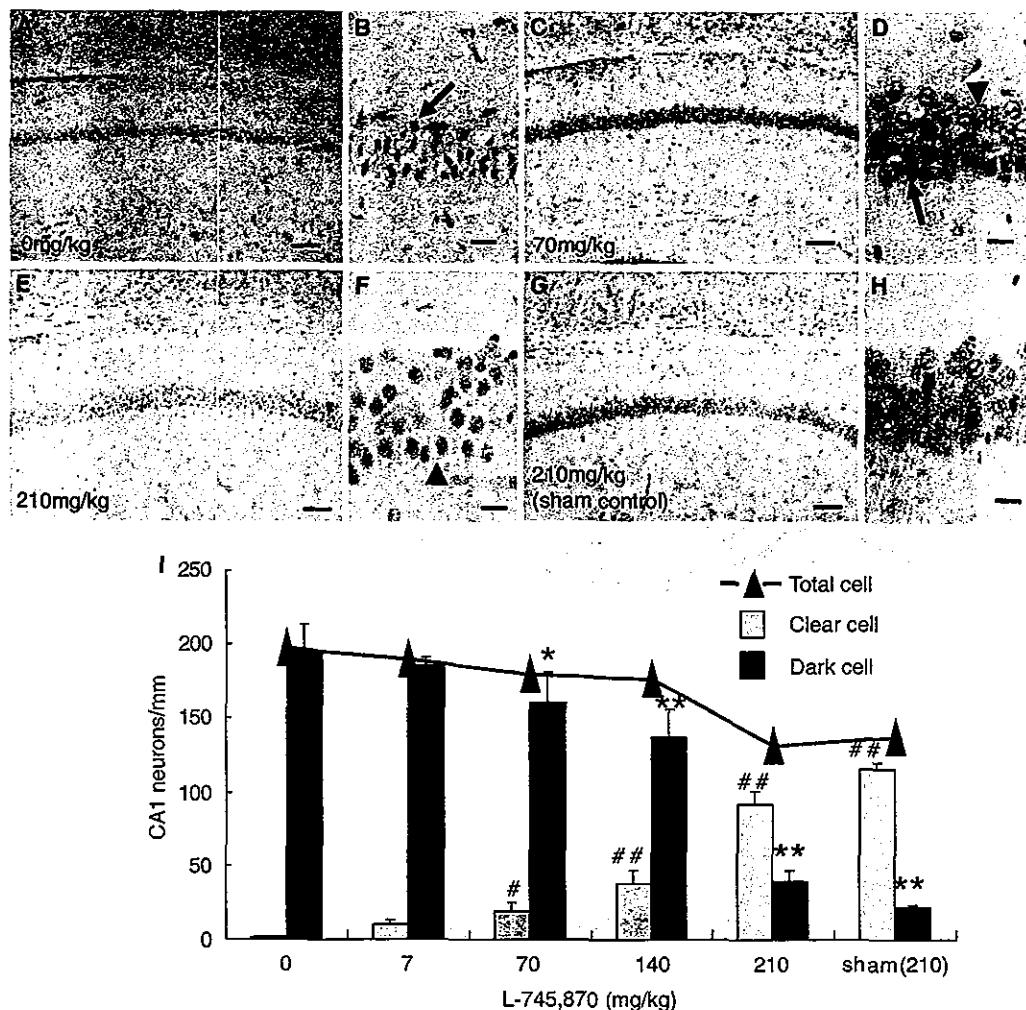 A
B
C
D
0mg/kg
70mg/kg
E
F
G
H
210mg/kg
210mg/kg
(sham control)
I
250
200
150
100
50
0
CA1 neurons/mm
Total cell
Clear cell
Dark cell
*
**
#
##
##
**
##
**
0
7
70
140
210
sham(210)
L-745,870 (mg/kg)